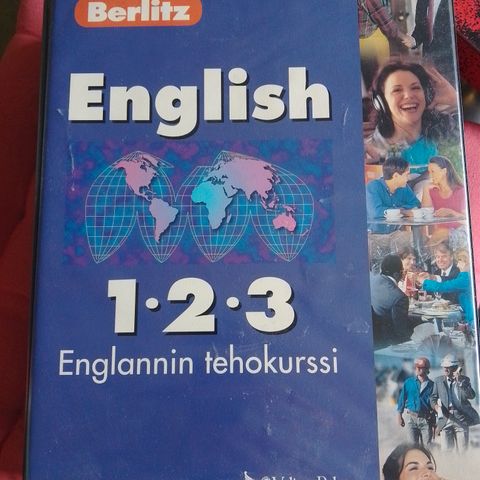 Berlitz
English
1·2·3
Englannin tehokurssi